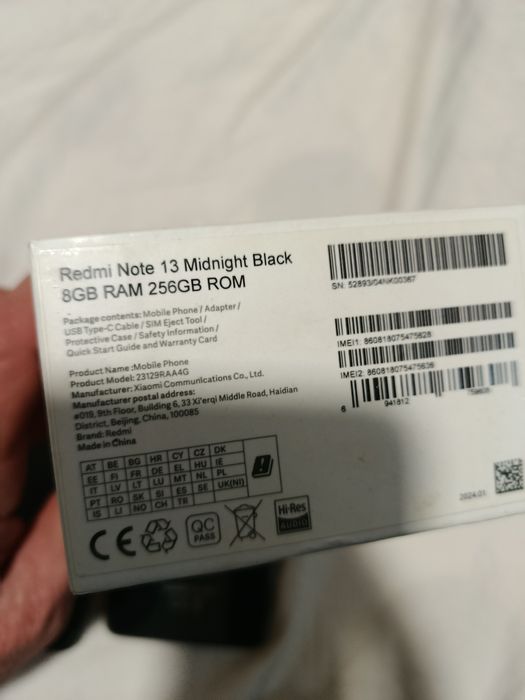 Redmi Note 13 Midnight Black
8GB RAM 256GB ROM
Package contents: Mobile Phone / Adapter /
USB Type-C Cable / SIM Eject Tool /
Protective Case / Safety Information /
Quick Start Guide and Warranty Card
Product Name :Mobile Phone
Product Model: 23129RAA4G
Manufacturer: Xiaomi Communications Co., Ltd.
Manufacturer postal address:
#019, 9th Floor, Building 6, 33 Xi'erqi Middle Road, Haidian
District, Beijing, China, 100085
Brand: Redmi
Made in China
SN: 52893/04NK00367
IMEI1: 860818075475628
IMEI2: 860818075475636
6 941812
AT BE BG HR CY CZ DK
EE FI FR DE EL HU IE
IT LV LT LU MT NL PL
PT RO SK SI ES SE UK(NI)
IS LI NO CH TR
CE
QC
PASS
Hi-Res
AUDIO
2024.01